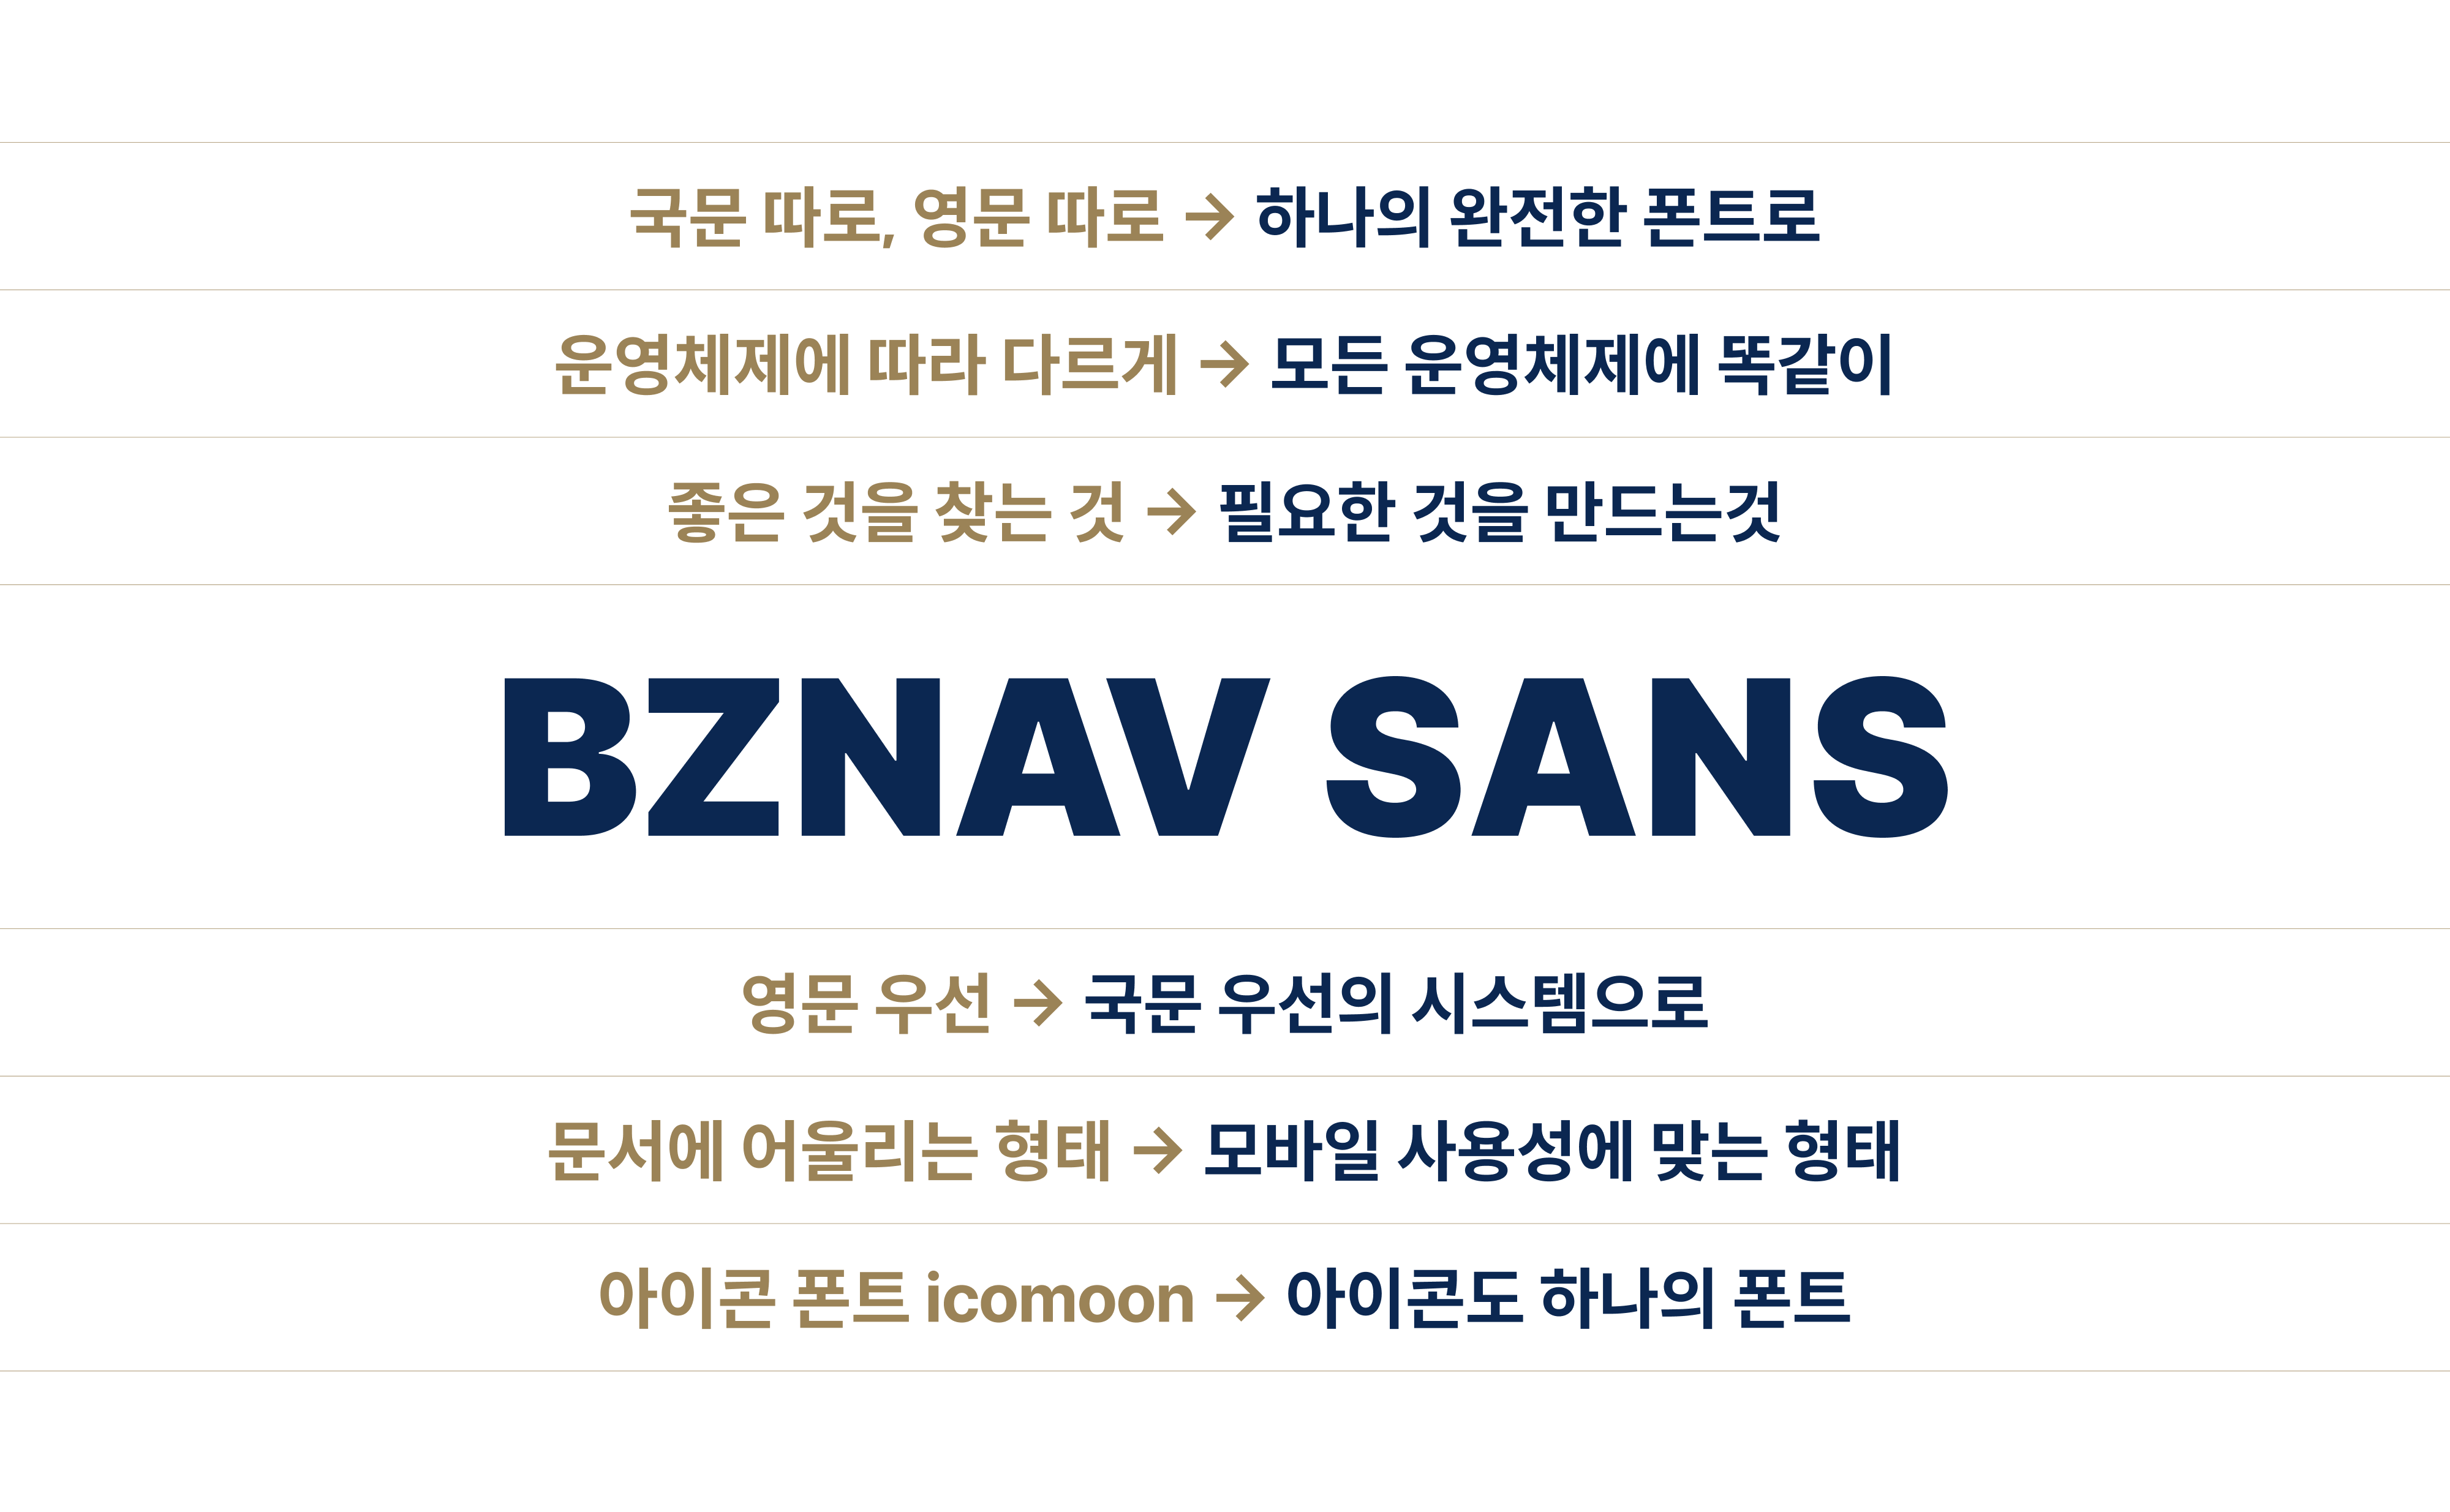 국문 따로, 영문 따로 → 하나의 완전한 폰트로
운영체제에 따라 다르게 → 모든 운영체제에 똑같이
좋은 것을 찾는 것 → 필요한 것을 만드는것
BZNAV SANS
영문 우선 → 국문 우선의 시스템으로
문서에 어울리는 형태 → 모바일 사용성에 맞는 형태
아이콘 폰트 icomoon → 아이콘도 하나의 폰트